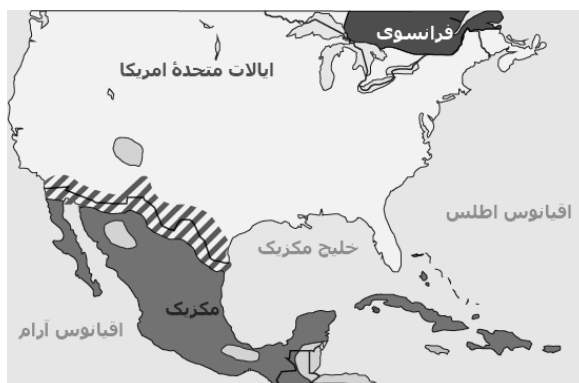 فرانسوی
ایالات متحدهٔ امریکا
اقیانوس اطلس
خلیج مکزیک
مکزیک
اقیانوس آرام